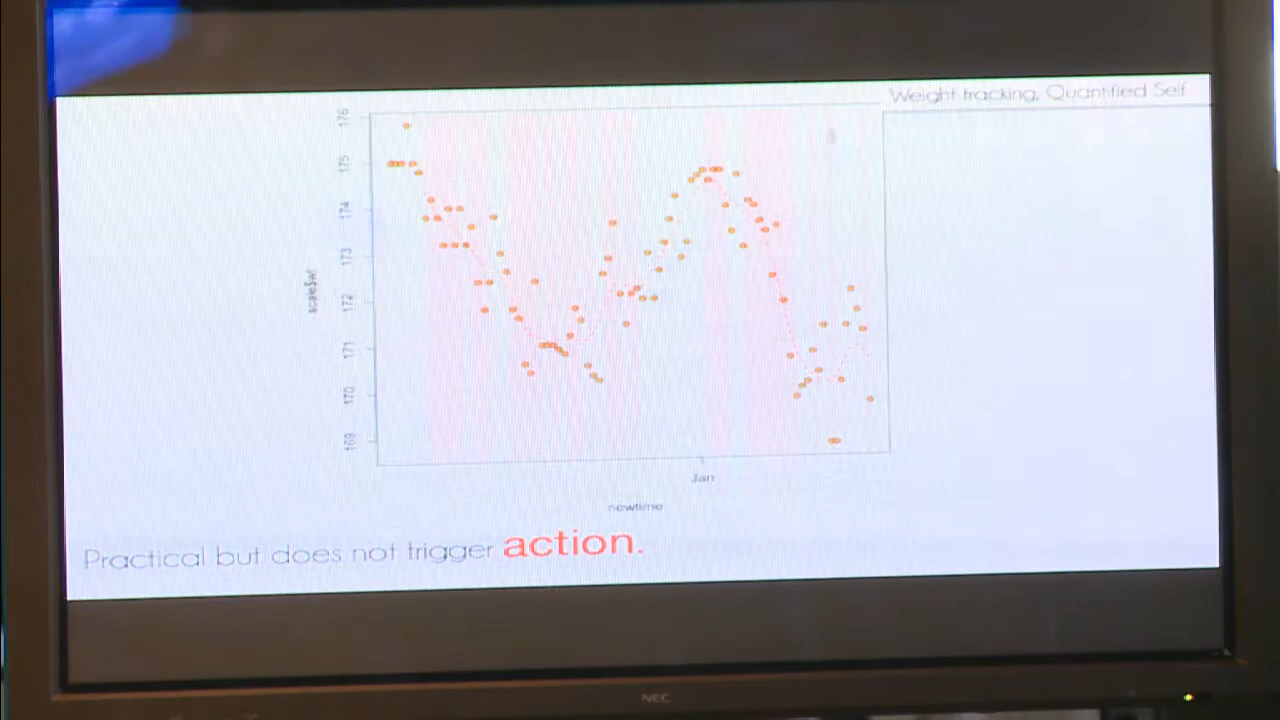 Weight tracking, Quantified Self
176
175
174
173
172
171
170
169
scale$wt
Jan
newtime
Practical but does not trigger action.
NEC